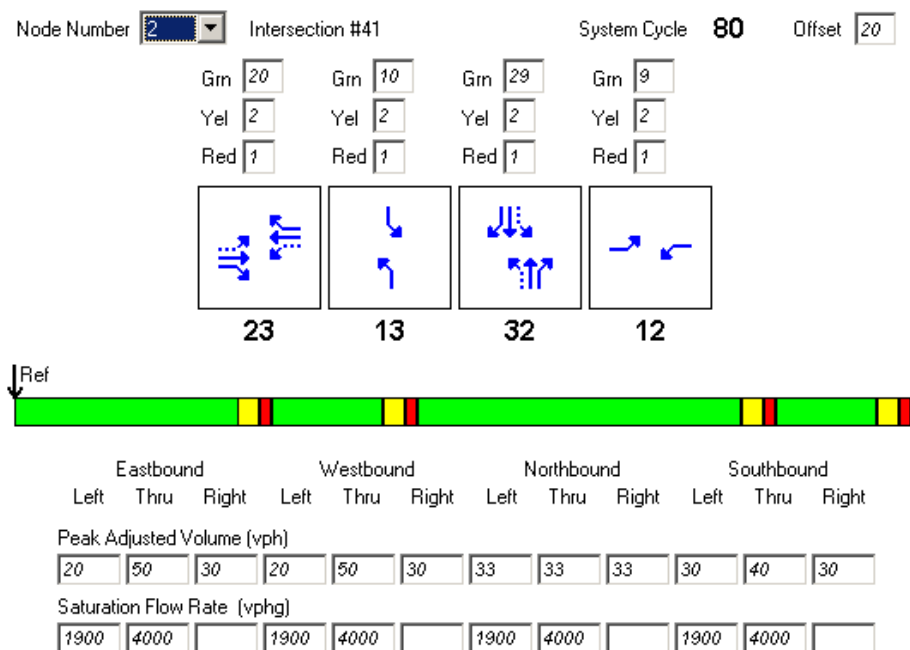 Node Number 2 Intersection #41 System Cycle 80 Offset 20
Grn 20 Grn 10 Grn 29 Grn 9
Yel 2 Yel 2 Yel 2 Yel 2
Red 1 Red 1 Red 1 Red 1
23 13 32 12
Ref
Eastbound Westbound Northbound Southbound
Left Thru Right Left Thru Right Left Thru Right Left Thru Right
Peak Adjusted Volume (vph)
20 50 30 20 50 30 33 33 33 30 40 30
Saturation Flow Rate (vphg)
1900 4000 1900 4000 1900 4000 1900 4000